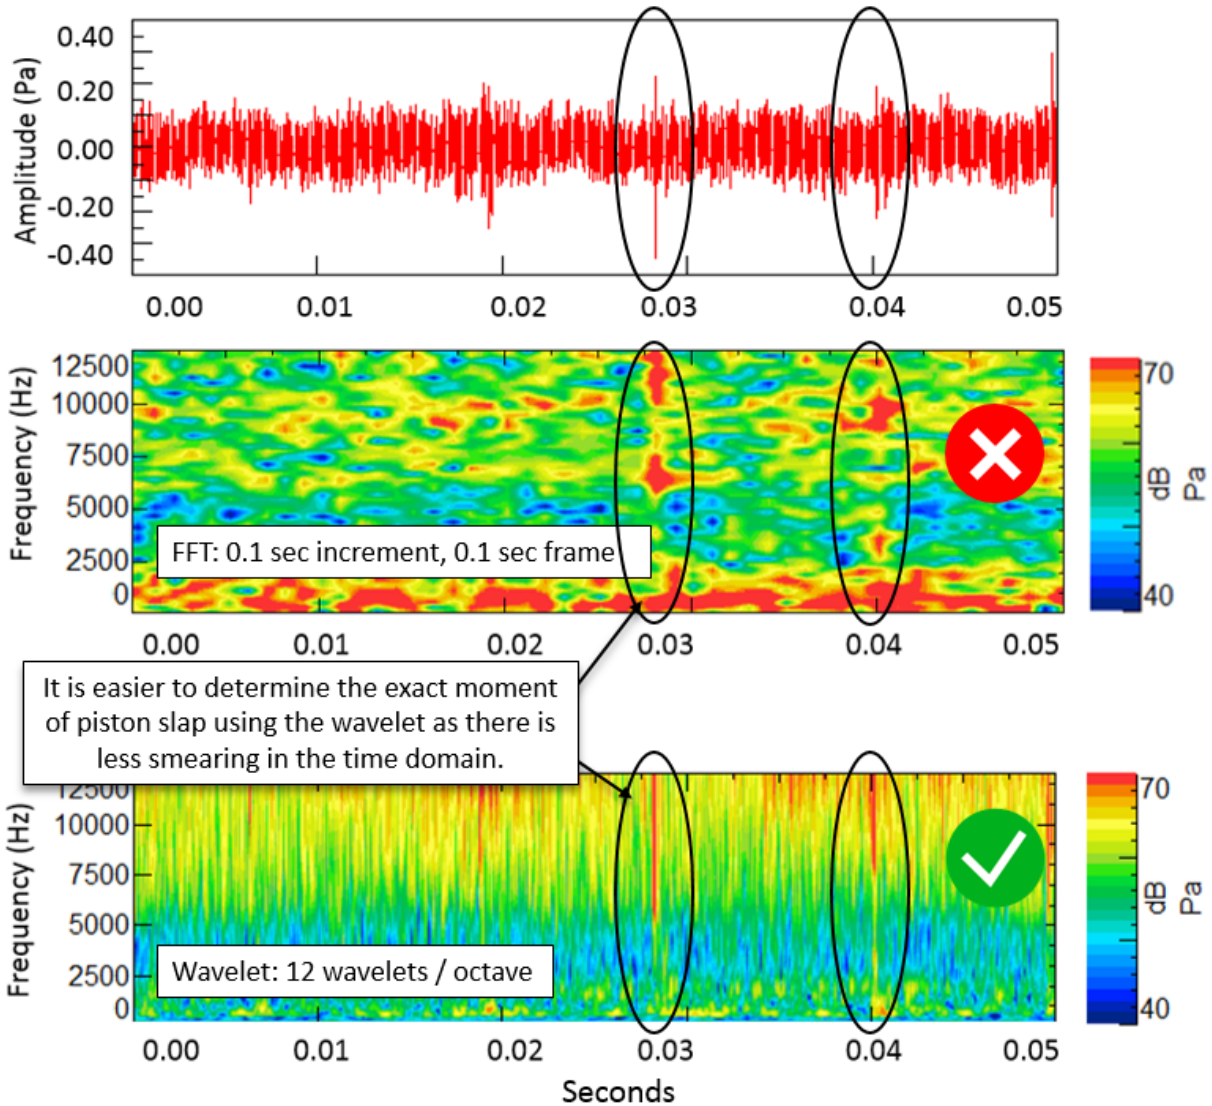 Amplitude (Pa)
0.40
0.20
0.00
-0.20
-0.40
0.00 0.01 0.02 0.03 0.04 0.05
Frequency (Hz)
12500
10000
7500
5000
2500
0
FFT: 0.1 sec increment, 0.1 sec frame
70
dB
Pa
40
0.00 0.01 0.02 0.03 0.04 0.05
It is easier to determine the exact moment
of piston slap using the wavelet as there is
less smearing in the time domain.
Frequency (Hz)
12500
10000
7500
5000
2500
0
Wavelet: 12 wavelets / octave
70
dB
Pa
40
0.00 0.01 0.02 0.03 0.04 0.05
Seconds